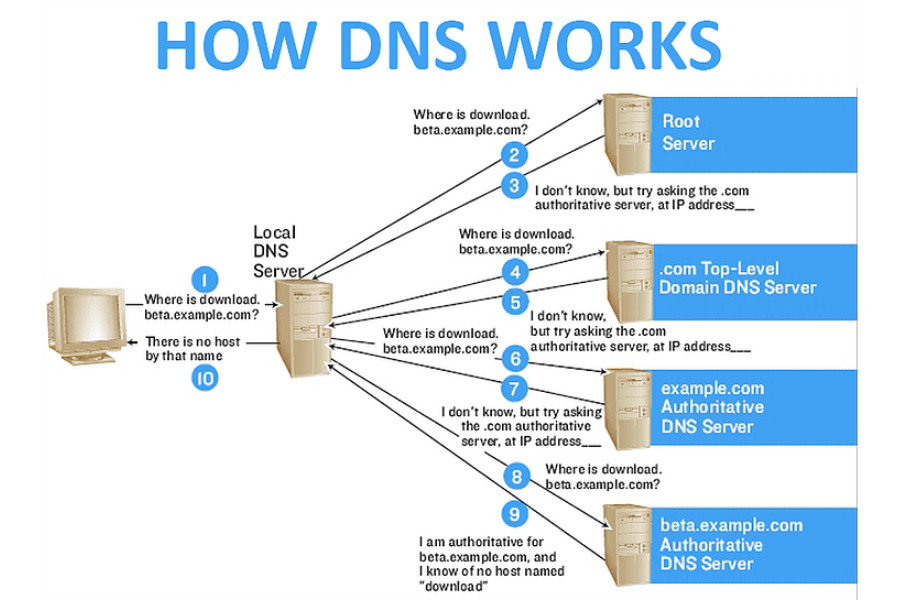 HOW DNS WORKS
Where is download.
beta.example.com?
2
3
Root
Server
I don't know, but try asking the .com
authoritative server, at IP address___
Local
DNS
Server
1
Where is download.
beta.example.com?
There is no host
by that name
10
Where is download.
beta.example.com?
4
5
.com Top-Level
Domain DNS Server
I don't know,
but try asking the .com
authoritative server, at IP address___
Where is download.
beta.example.com?
6
7
example.com
Authoritative
DNS Server
I don't know, but try asking
the .com authoritative
server, at IP address___
8
Where is download.
beta.example.com?
9
I am authoritative for
beta.example.com, and
I know of no host named
"download"
beta.example.com
Authoritative
DNS Server